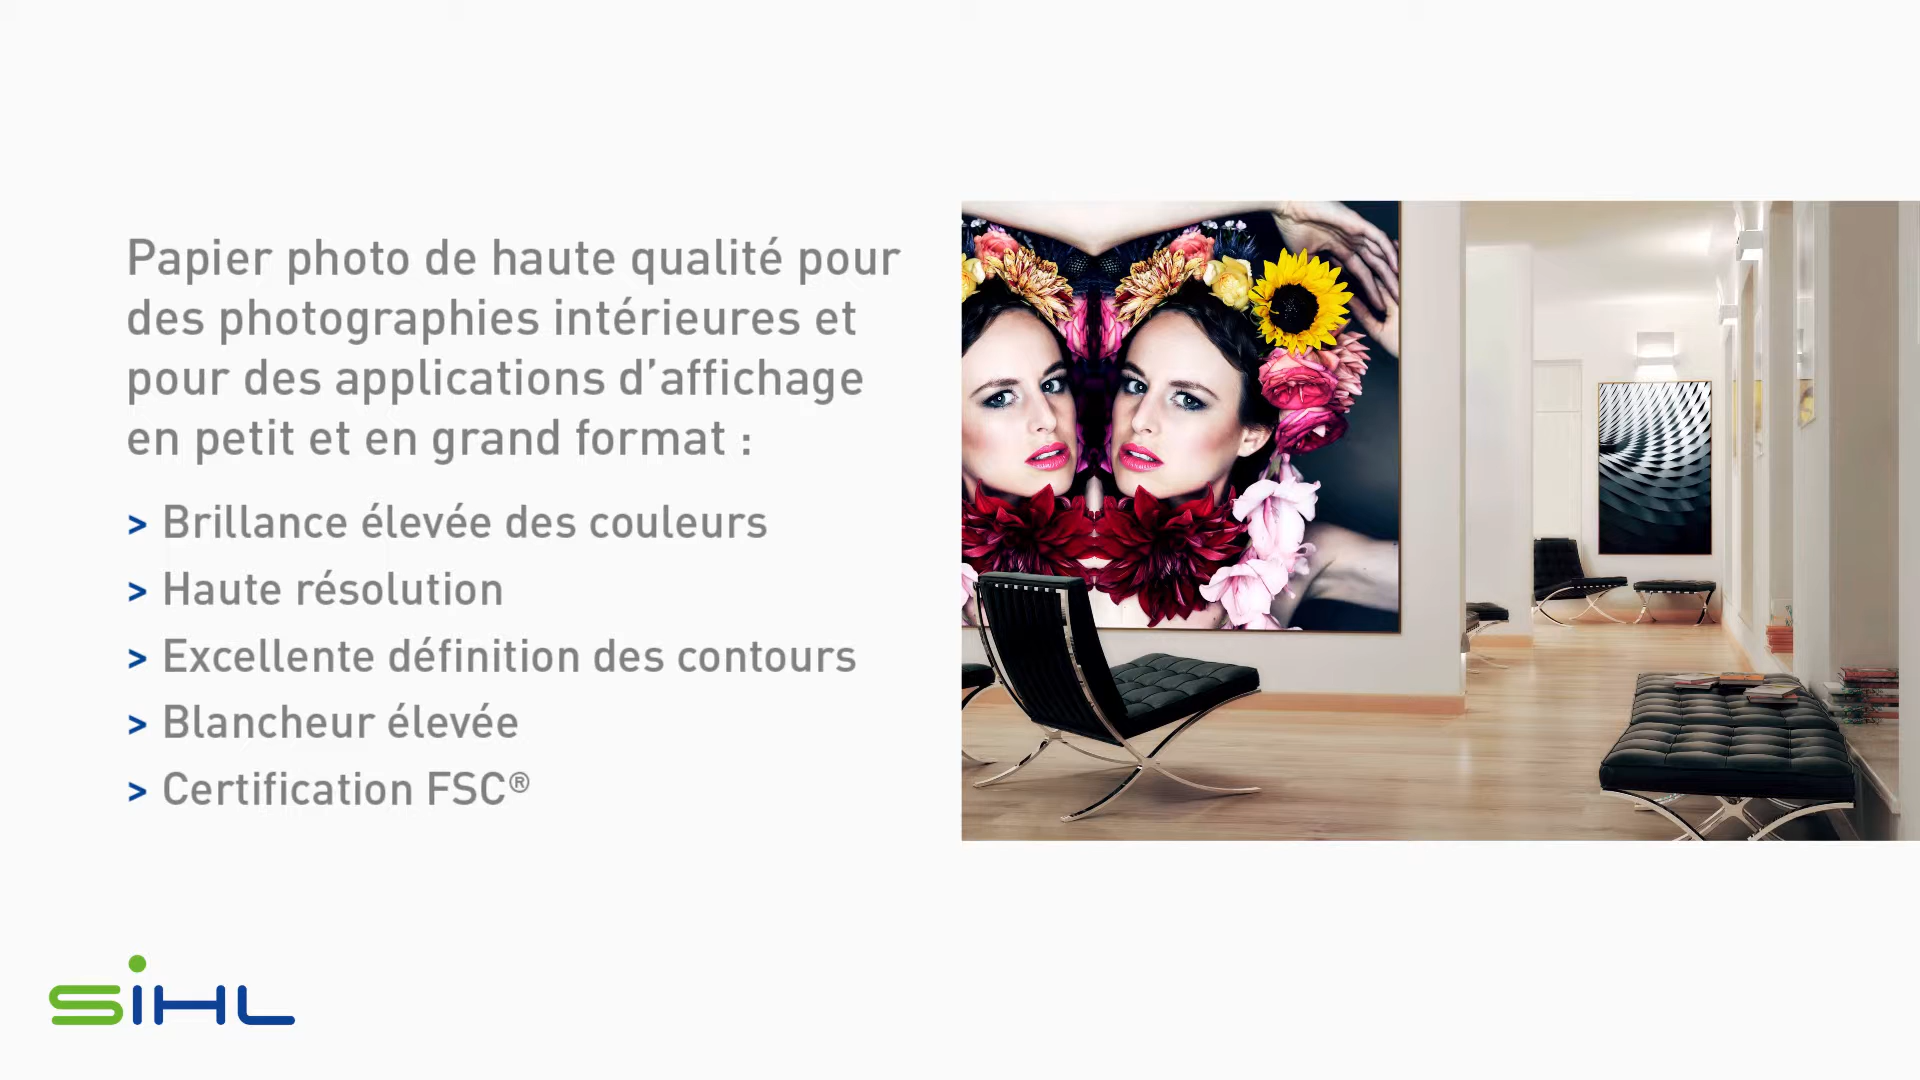 Papier photo de haute qualité pour
des photographies intérieures et
pour des applications d’affichage
en petit et en grand format :
> Brillance élevée des couleurs
> Haute résolution
> Excellente définition des contours
> Blancheur élevée
> Certification FSC®
SiHL